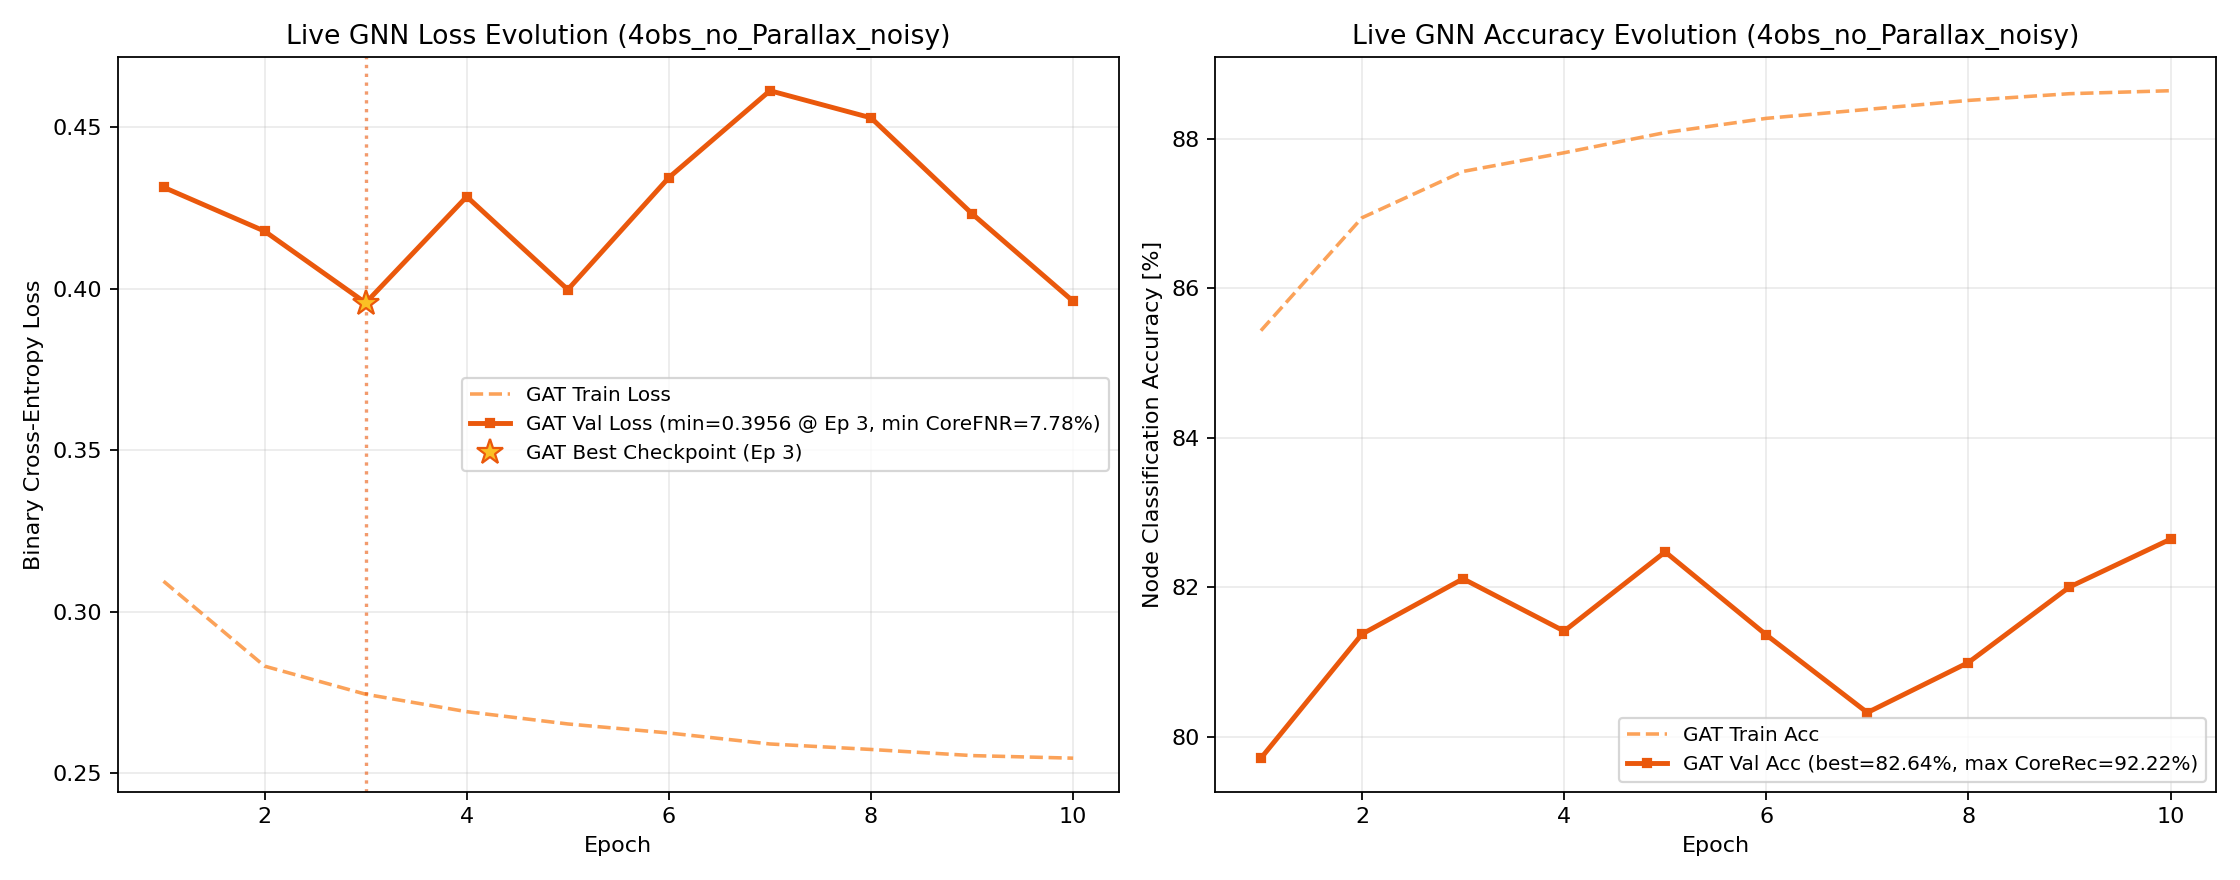 Live GNN Loss Evolution (4obs_no_Parallax_noisy)
Binary Cross-Entropy Loss
0.45
0.40
0.35
0.30
0.25
GAT Train Loss
GAT Val Loss (min=0.3956 @ Ep 3, min CoreFNR=7.78%)
GAT Best Checkpoint (Ep 3)
2 4 6 8 10
Epoch
Live GNN Accuracy Evolution (4obs_no_Parallax_noisy)
Node Classification Accuracy [%]
88
86
84
82
80
GAT Train Acc
GAT Val Acc (best=82.64%, max CoreRec=92.22%)
2 4 6 8 10
Epoch